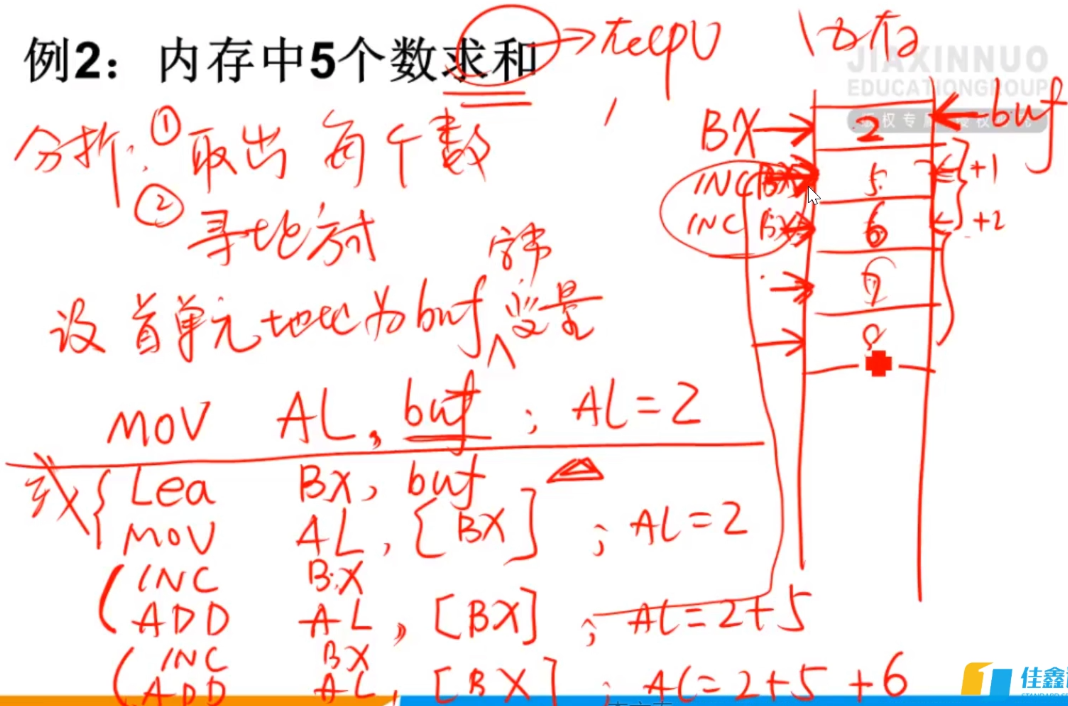 例2：内存中5个数求和 → 在CPU
内存
JIAXINNUO
EDUCATIONGROUP
分析：① 取出 每个数
② 寻址方式
设 首单元地址为buf 字节 变量
MOV AL, buf ; AL=2
或 { Lea BX, buf
MOV AL, [BX] ; AL=2
( INC BX
ADD AL, [BX] ; AL=2+5
( INC BX
ADD AL, [BX] ; AL=2+5+6
BX → 2 ← buf
INC BX → 5 ← +1
INC BX → 6 ← +2
→ 7
→ 8
佳鑫